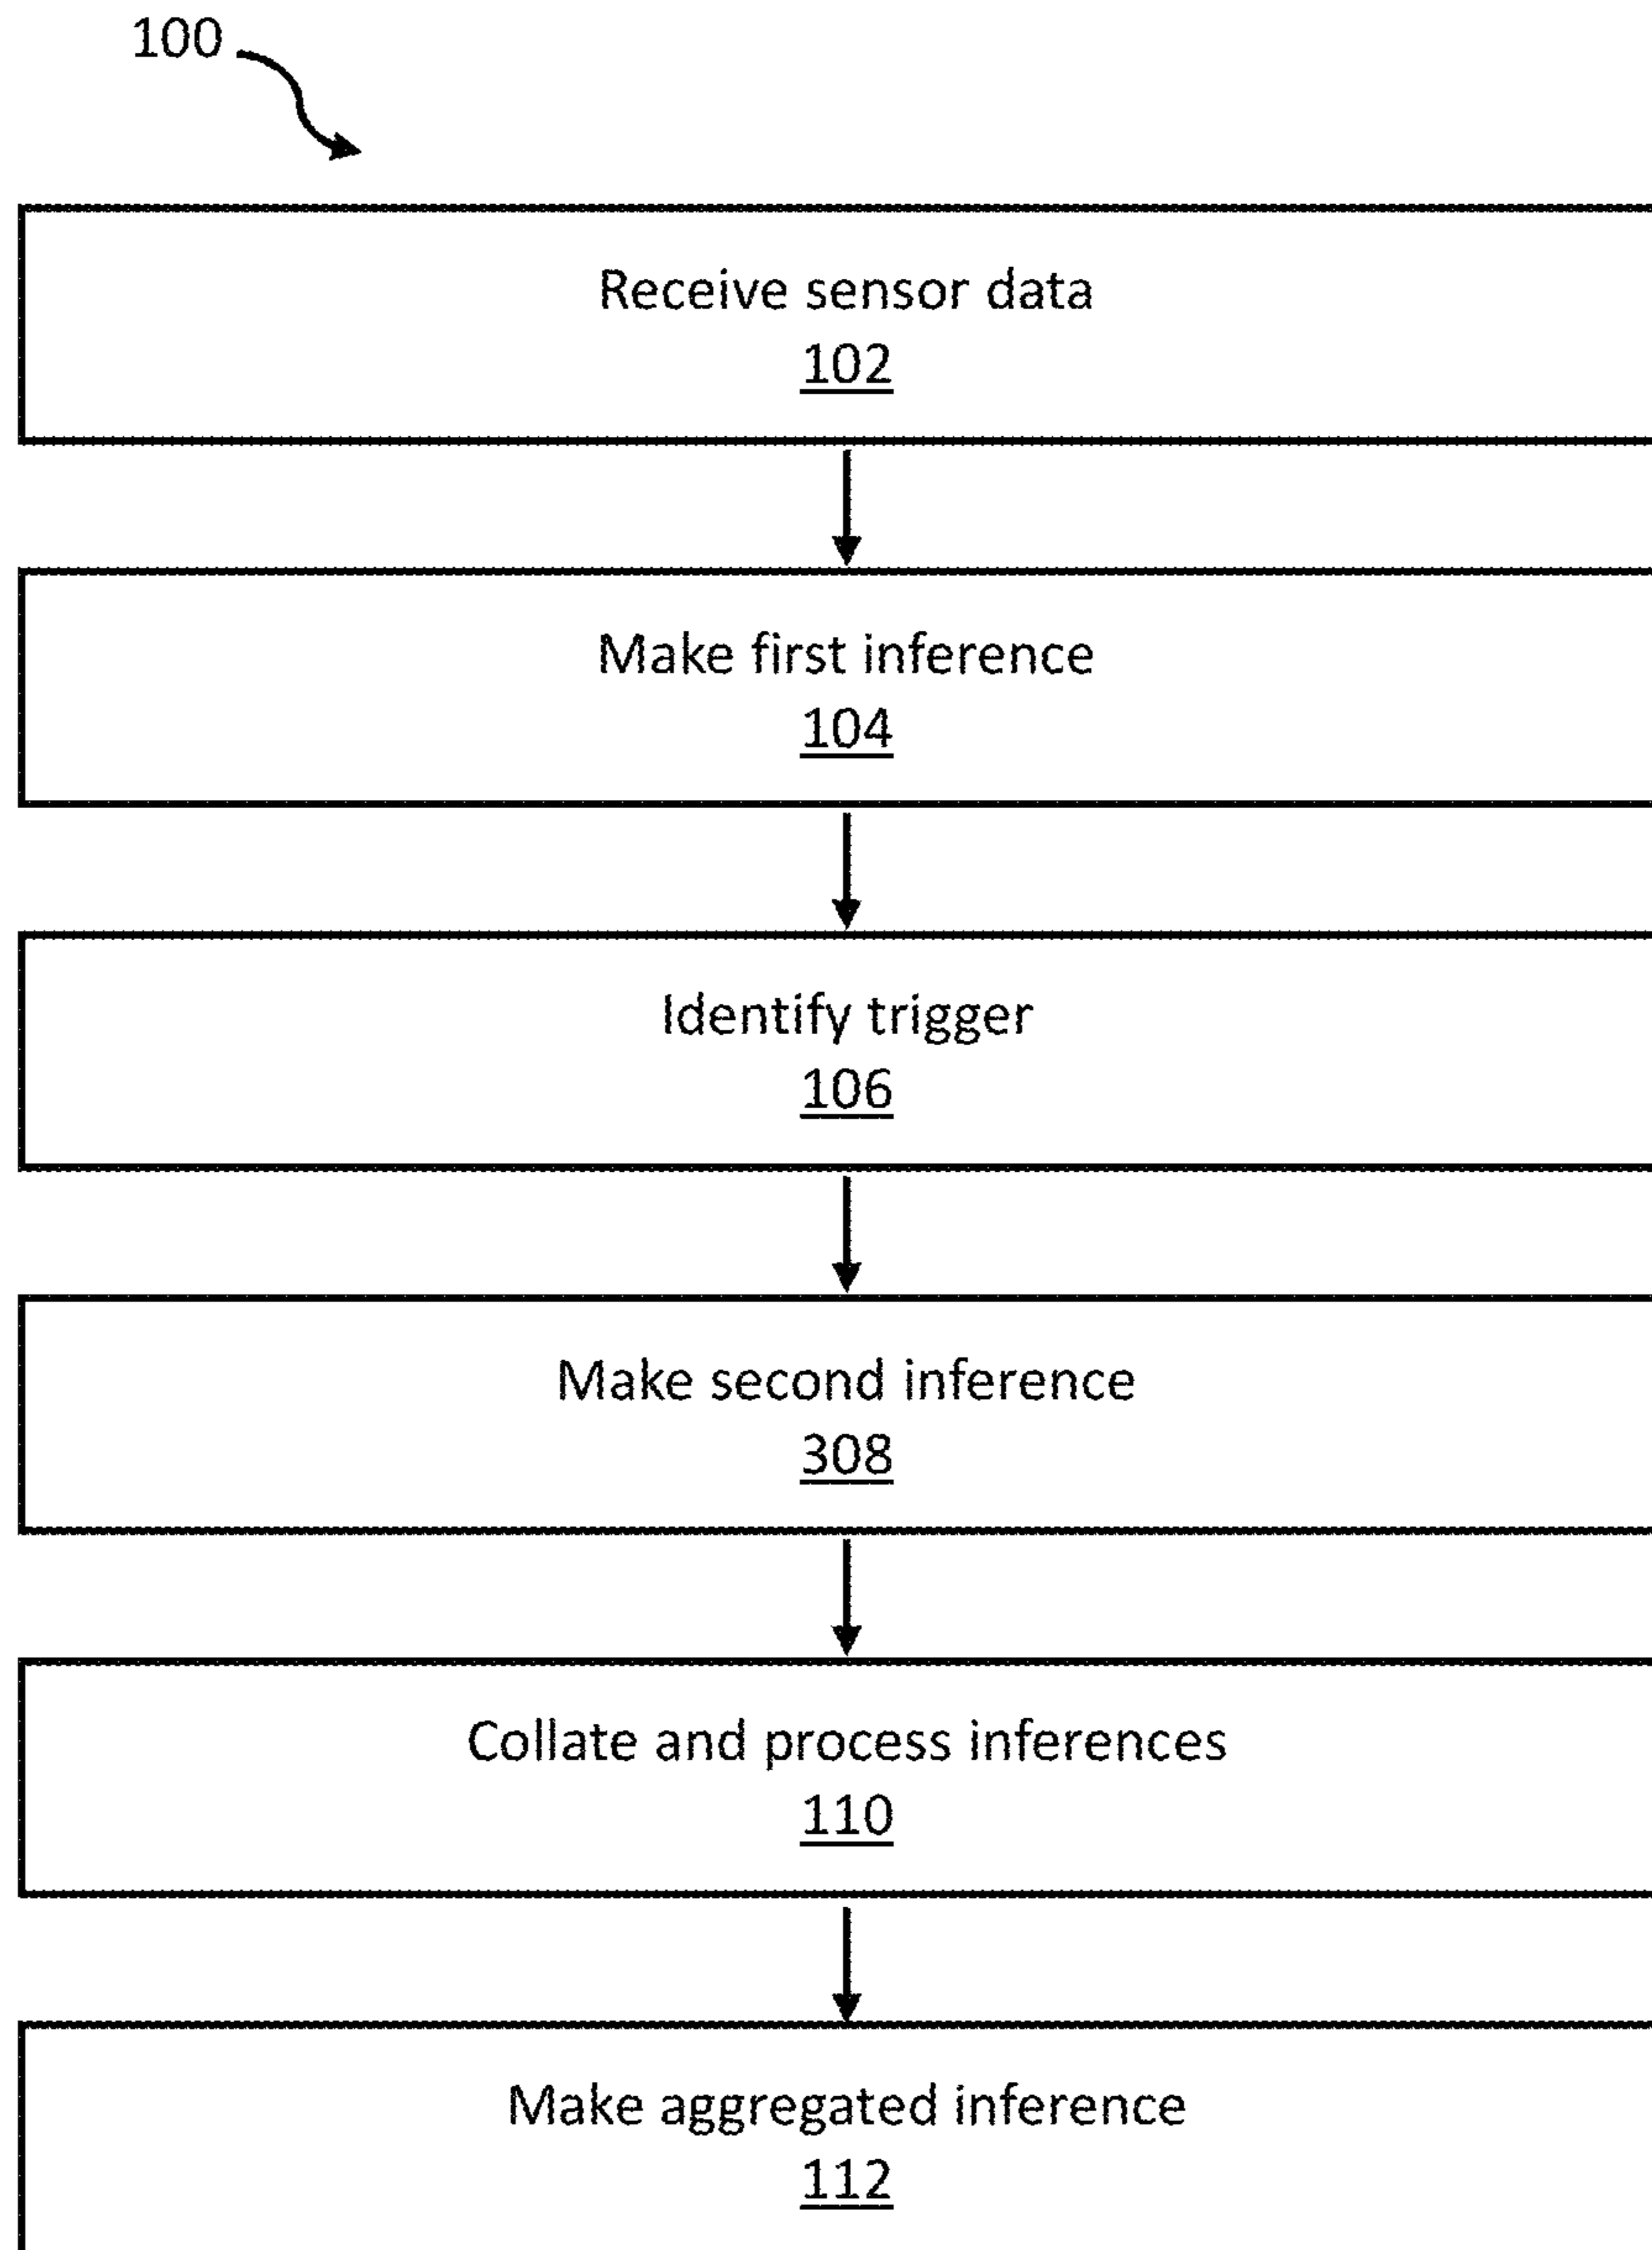 100
Receive sensor data
102
Make first inference
104
Identify trigger
106
Make second inference
308
Collate and process inferences
110
Make aggregated inference
112